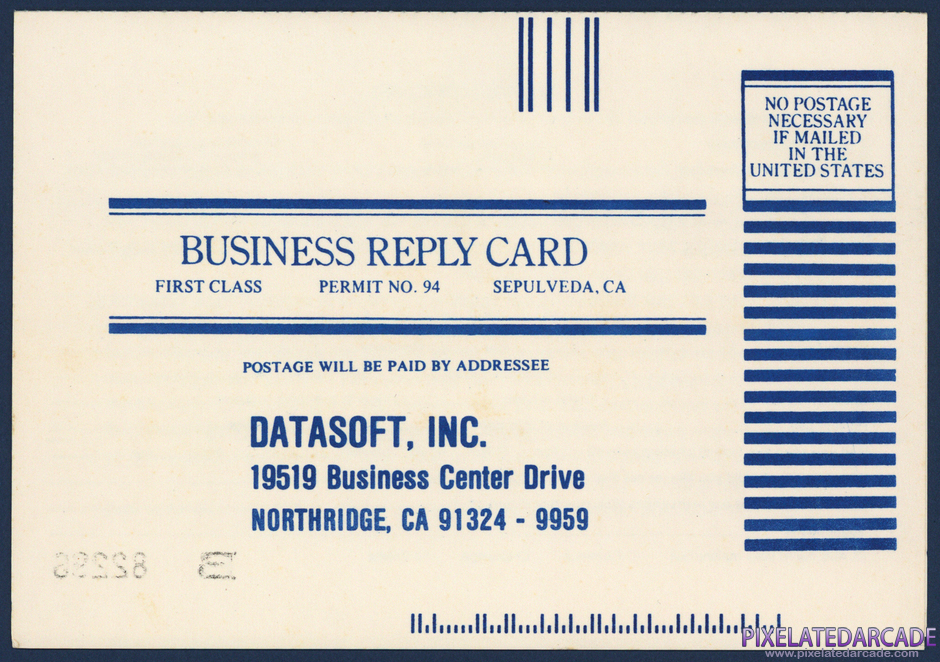 NO POSTAGE
NECESSARY
IF MAILED
IN THE
UNITED STATES
BUSINESS REPLY CARD
FIRST CLASS PERMIT NO. 94 SEPULVEDA, CA
POSTAGE WILL BE PAID BY ADDRESSEE
DATASOFT, INC.
19519 Business Center Drive
NORTHRIDGE, CA 91324 - 9959
PIXELATEDARCADE
www.pixelatedarcade.com